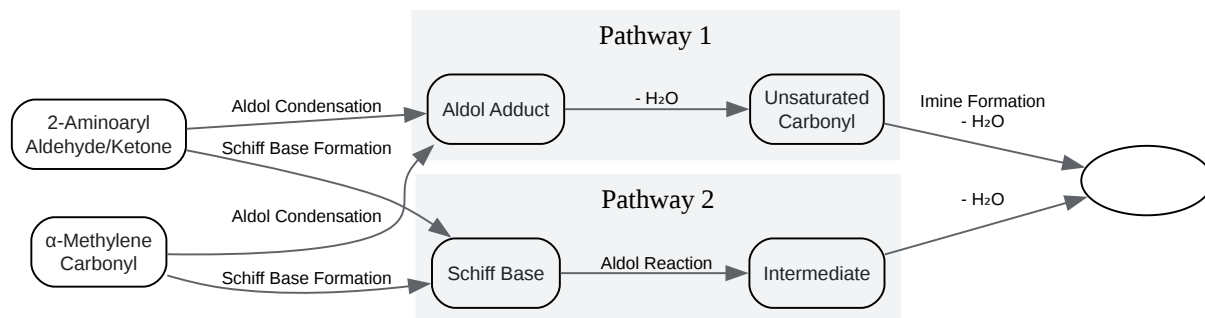 Pathway 1
2-Aminoaryl
Aldehyde/Ketone
Aldol Condensation
Schiff Base Formation
Aldol Adduct
- H₂O
Unsaturated
Carbonyl
Imine Formation
- H₂O
Pathway 2
α-Methylene
Carbonyl
Aldol Condensation
Schiff Base Formation
Schiff Base
Aldol Reaction
Intermediate
- H₂O